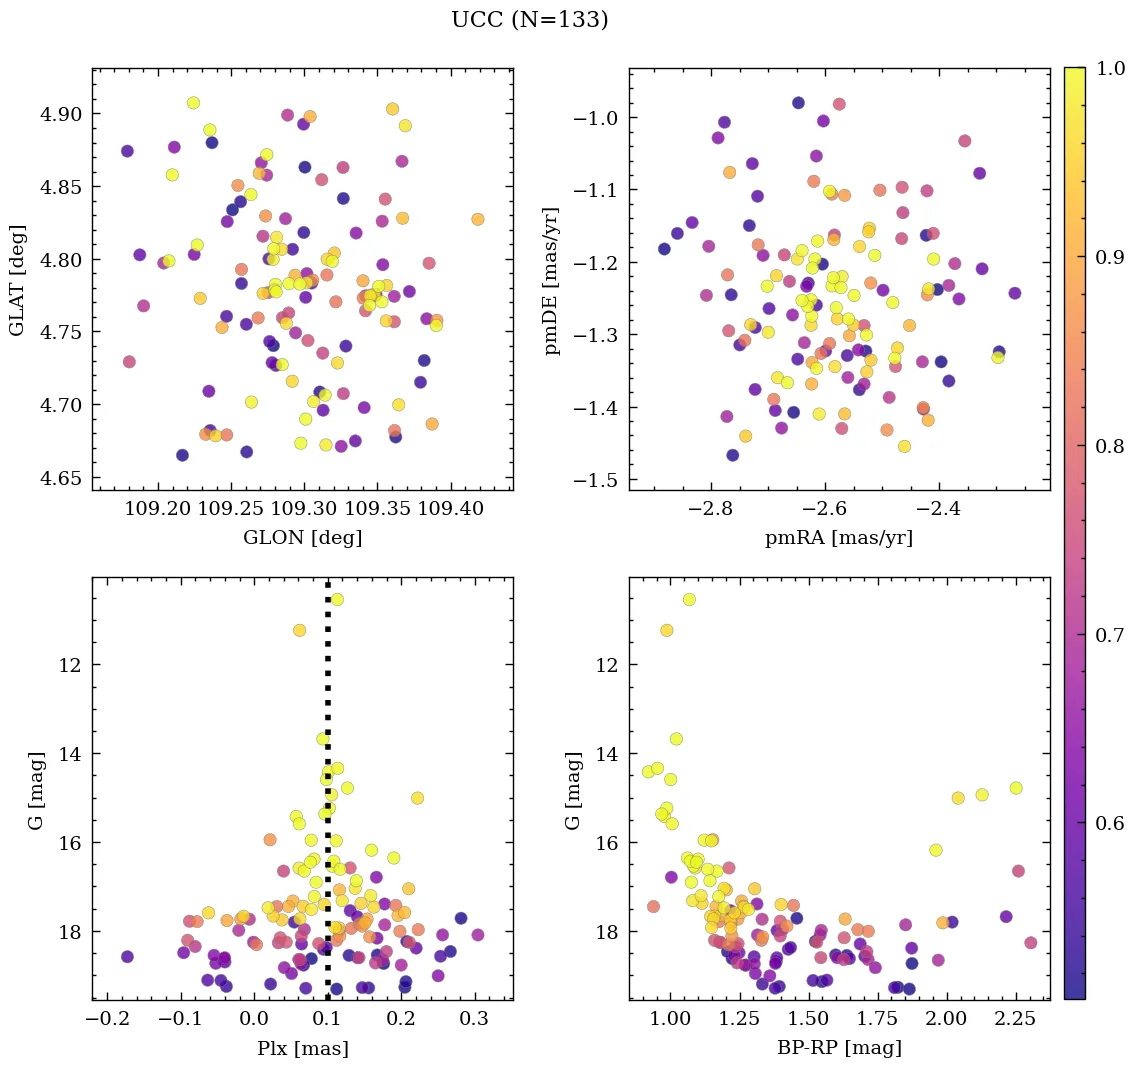 UCC (N=133)
4.90
4.85
4.80
4.75
4.70
4.65
GLAT [deg]
109.20 109.25 109.30 109.35 109.40
GLON [deg]
−1.0
−1.1
−1.2
−1.3
−1.4
−1.5
pmDE [mas/yr]
−2.8 −2.6 −2.4
pmRA [mas/yr]
1.0
0.9
0.8
0.7
0.6
12
14
16
18
G [mag]
−0.2 −0.1 0.0 0.1 0.2 0.3
Plx [mas]
12
14
16
18
G [mag]
1.00 1.25 1.50 1.75 2.00 2.25
BP-RP [mag]